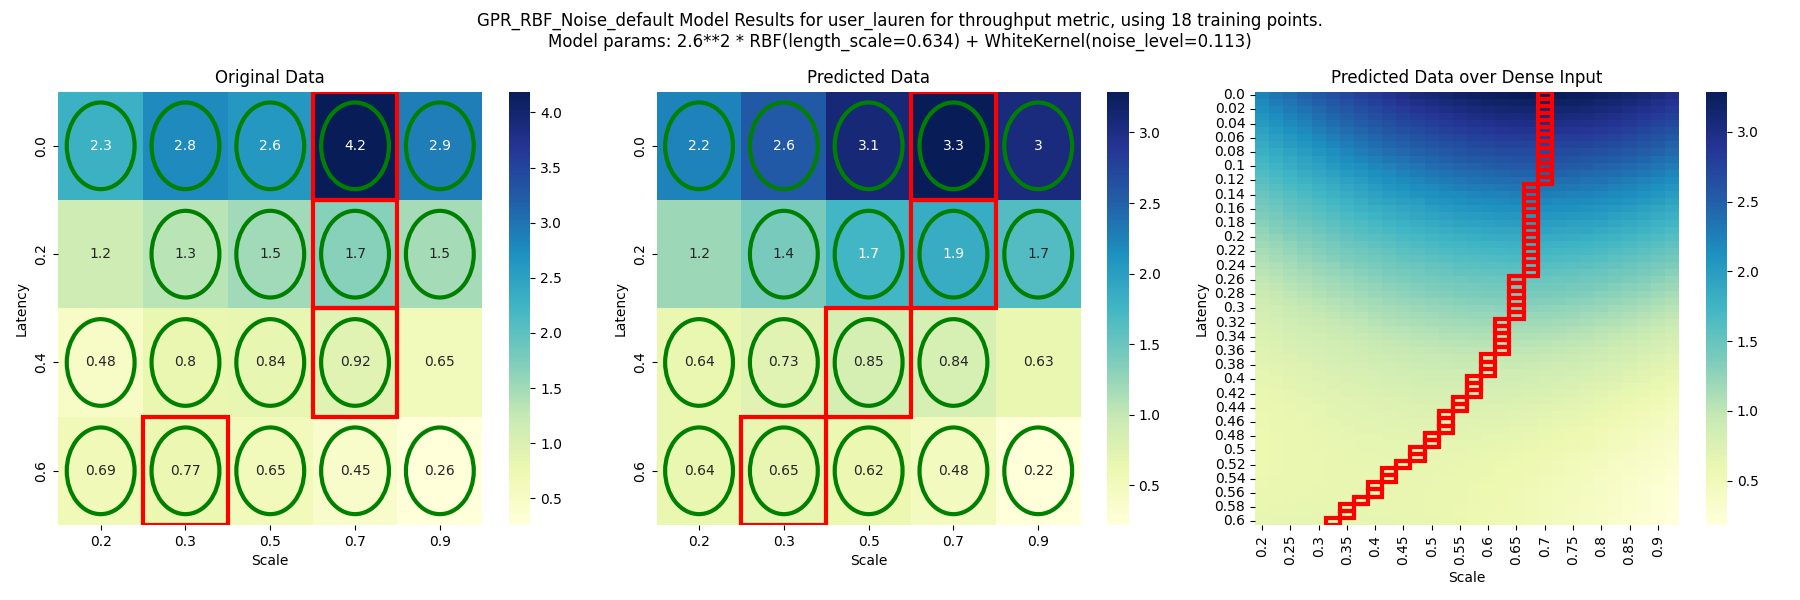 GPR_RBF_Noise_default Model Results for user_lauren for throughput metric, using 18 training points.
Model params: 2.6**2 * RBF(length_scale=0.634) + WhiteKernel(noise_level=0.113)
Original Data
Latency
0.0
2.3 2.8 2.6 4.2 2.9
0.2
1.2 1.3 1.5 1.7 1.5
0.4
0.48 0.8 0.84 0.92 0.65
0.6
0.69 0.77 0.65 0.45 0.26
0.2 0.3 0.5 0.7 0.9
Scale
4.0
3.5
3.0
2.5
2.0
1.5
1.0
0.5
Predicted Data
Latency
0.0
2.2 2.6 3.1 3.3 3
0.2
1.2 1.4 1.7 1.9 1.7
0.4
0.64 0.73 0.85 0.84 0.63
0.6
0.64 0.65 0.62 0.48 0.22
0.2 0.3 0.5 0.7 0.9
Scale
3.0
2.5
2.0
1.5
1.0
0.5
Predicted Data over Dense Input
Latency
0.0
0.02
0.04
0.06
0.08
0.1
0.12
0.14
0.16
0.18
0.2
0.22
0.24
0.26
0.28
0.3
0.32
0.34
0.36
0.38
0.4
0.42
0.44
0.46
0.48
0.5
0.52
0.54
0.56
0.58
0.6
0.2 0.25 0.3 0.35 0.4 0.45 0.5 0.55 0.6 0.65 0.7 0.75 0.8 0.85 0.9
Scale
3.0
2.5
2.0
1.5
1.0
0.5